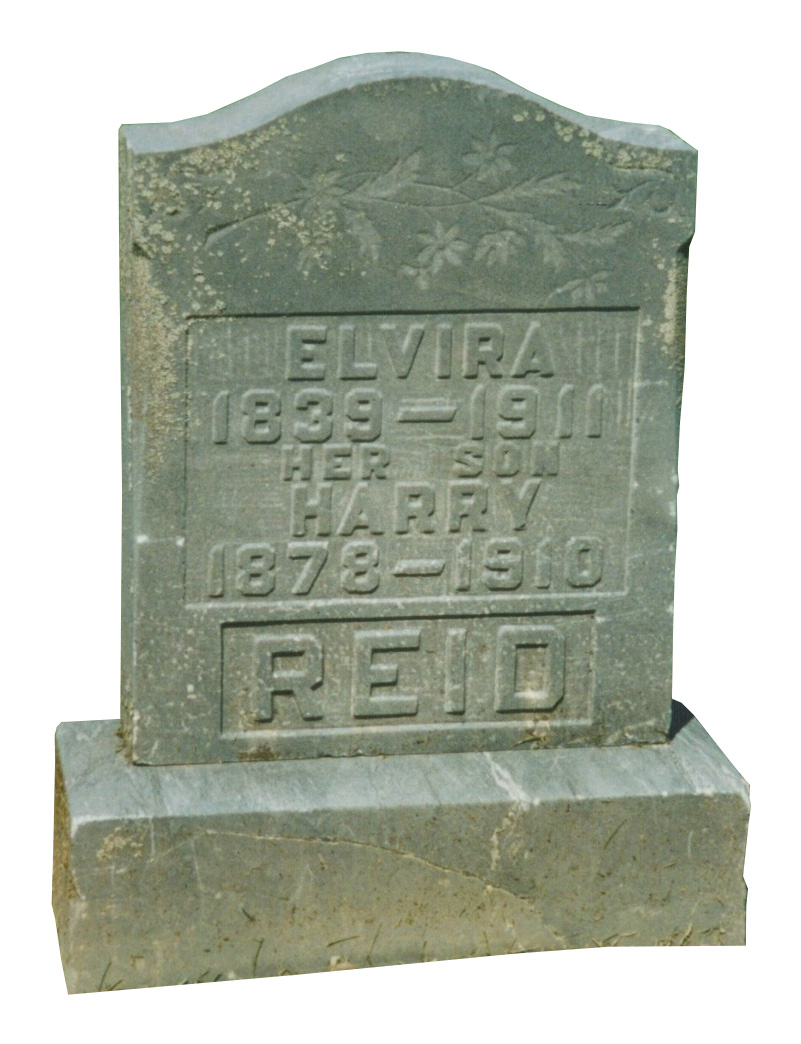 ELVIRA
1839—1911
HER SON
HARRY
1878—1910
REID